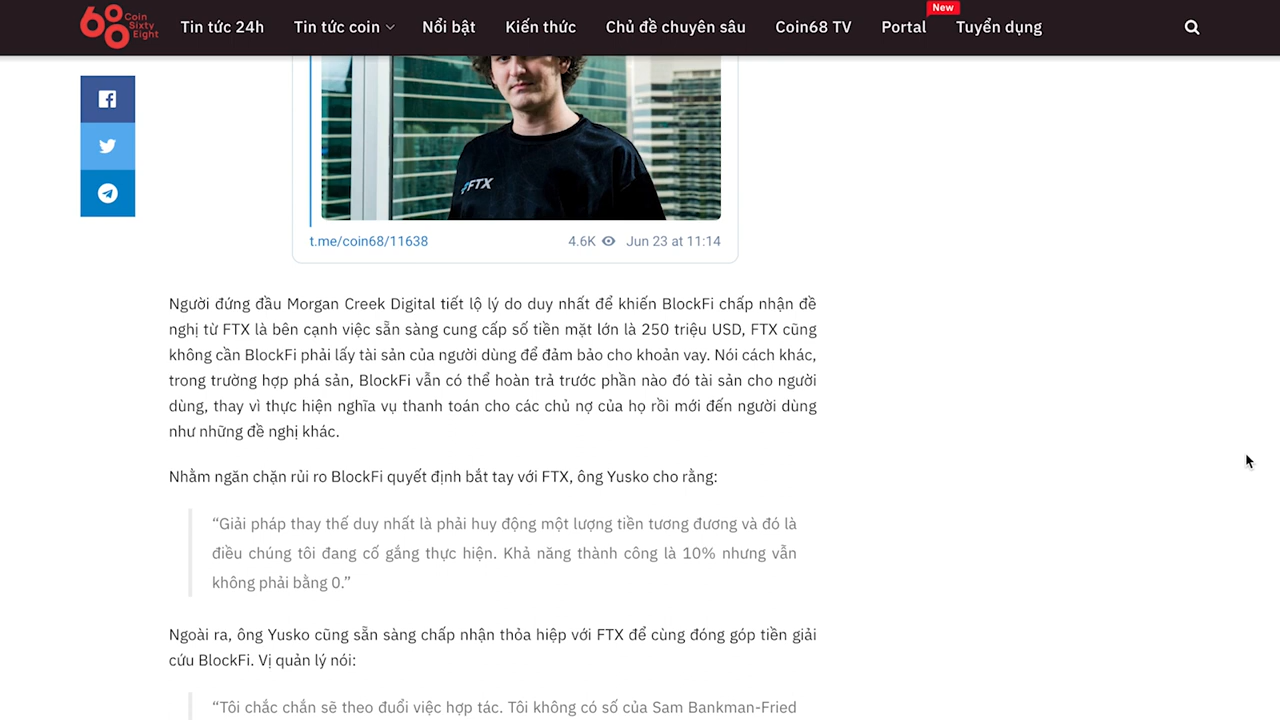 68 Coin Sixty Eight
Tin tức 24h
Tin tức coin
Nổi bật
Kiến thức
Chủ đề chuyên sâu
Coin68 TV
Portal
New
Tuyển dụng
FTX
t.me/coin68/11638
4.6K
Jun 23 at 11:14
Người đứng đầu Morgan Creek Digital tiết lộ lý do duy nhất để khiến BlockFi chấp nhận đề
nghị từ FTX là bên cạnh việc sẵn sàng cung cấp số tiền mặt lớn là 250 triệu USD, FTX cũng
không cần BlockFi phải lấy tài sản của người dùng để đảm bảo cho khoản vay. Nói cách khác,
trong trường hợp phá sản, BlockFi vẫn có thể hoàn trả trước phần nào đó tài sản cho người
dùng, thay vì thực hiện nghĩa vụ thanh toán cho các chủ nợ của họ rồi mới đến người dùng
như những đề nghị khác.
Nhằm ngăn chặn rủi ro BlockFi quyết định bắt tay với FTX, ông Yusko cho rằng:
“Giải pháp thay thế duy nhất là phải huy động một lượng tiền tương đương và đó là
điều chúng tôi đang cố gắng thực hiện. Khả năng thành công là 10% nhưng vẫn
không phải bằng 0.”
Ngoài ra, ông Yusko cũng sẵn sàng chấp nhận thỏa hiệp với FTX để cùng đóng góp tiền giải
cứu BlockFi. Vị quản lý nói:
“Tôi chắc chắn sẽ theo đuổi việc hợp tác. Tôi không có số của Sam Bankman-Fried